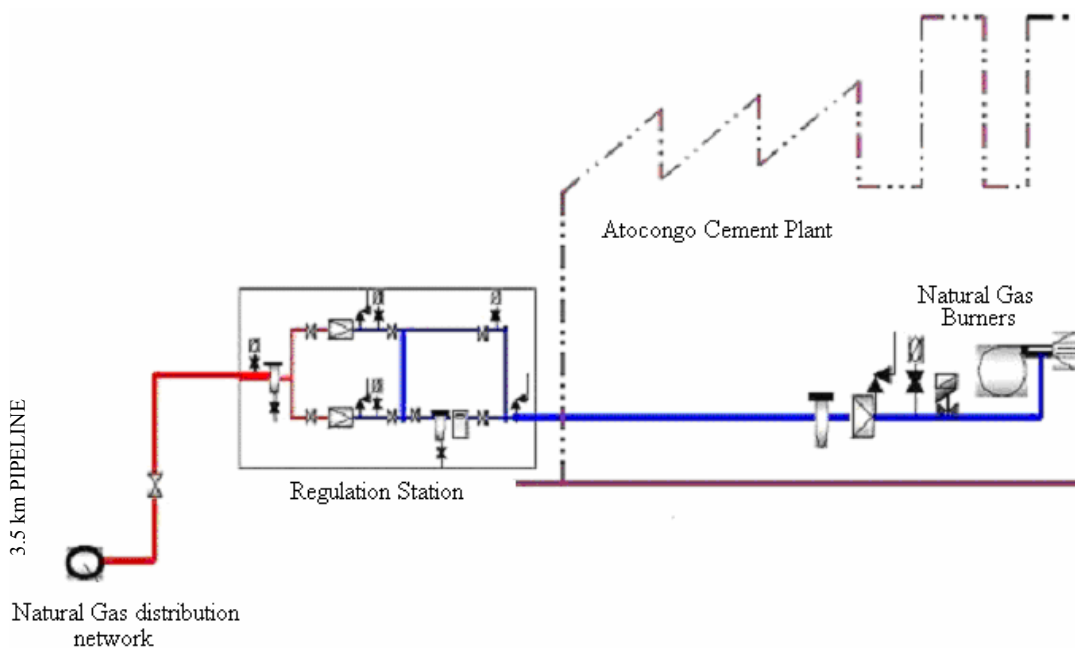 Atocongo Cement Plant
Natural Gas
Burners
Regulation Station
3.5 km PIPELINE
Natural Gas distribution
network